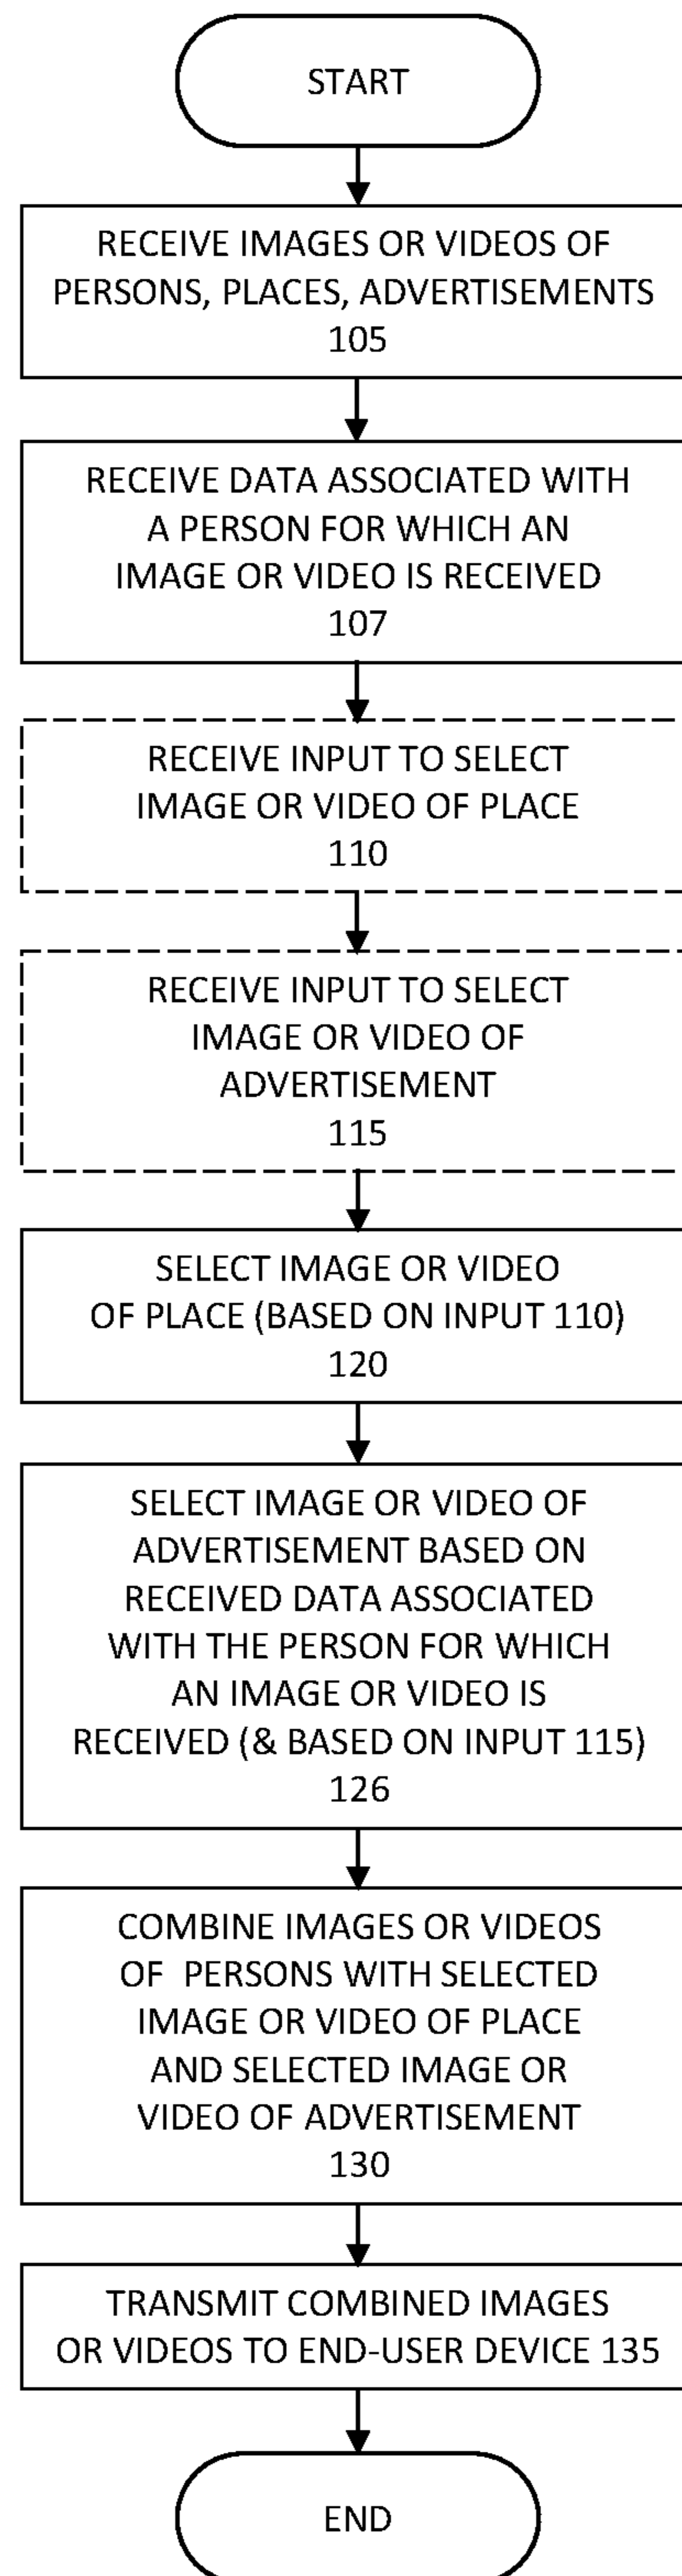 START
RECEIVE IMAGES OR VIDEOS OF
PERSONS, PLACES, ADVERTISEMENTS
105
RECEIVE DATA ASSOCIATED WITH
A PERSON FOR WHICH AN
IMAGE OR VIDEO IS RECEIVED
107
RECEIVE INPUT TO SELECT
IMAGE OR VIDEO OF PLACE
110
RECEIVE INPUT TO SELECT
IMAGE OR VIDEO OF
ADVERTISEMENT
115
SELECT IMAGE OR VIDEO
OF PLACE (BASED ON INPUT 110)
120
SELECT IMAGE OR VIDEO OF
ADVERTISEMENT BASED ON
RECEIVED DATA ASSOCIATED
WITH THE PERSON FOR WHICH
AN IMAGE OR VIDEO IS
RECEIVED (& BASED ON INPUT 115)
126
COMBINE IMAGES OR VIDEOS
OF PERSONS WITH SELECTED
IMAGE OR VIDEO OF PLACE
AND SELECTED IMAGE OR
VIDEO OF ADVERTISEMENT
130
TRANSMIT COMBINED IMAGES
OR VIDEOS TO END-USER DEVICE 135
END